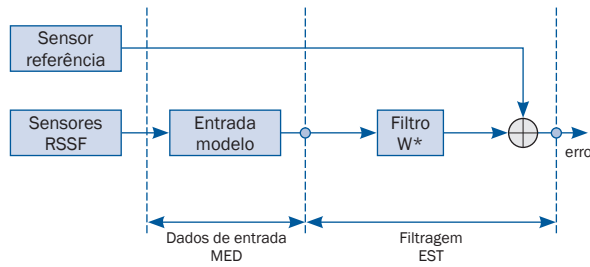 Sensor
referência
Sensores
RSSF
Entrada
modelo
Filtro
W*
erro
Dados de entrada
MED
Filtragem
EST